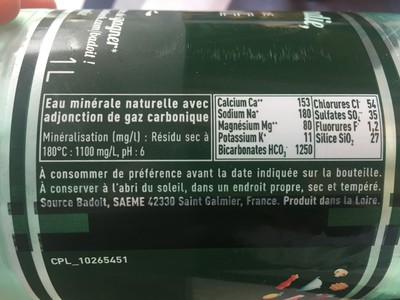 gagner**
badoit !
1L
Eau minérale naturelle avec
adjonction de gaz carbonique
Minéralisation (mg/l) : Résidu sec à
180°C : 1100 mg/L, pH : 6
Calcium Ca⁺⁺ 153 Chlorures Cl⁻ 54
Sodium Na⁺ 180 Sulfates SO₄⁻⁻ 35
Magnésium Mg⁺⁺ 80 Fluorures F⁻ 1,2
Potassium K⁺ 11 Silice SiO₂ 27
Bicarbonates HCO₃⁻ 1250
À consommer de préférence avant la date indiquée sur la bouteille.
À conserver à l'abri du soleil, dans un endroit propre, sec et tempéré.
Source Badoit, SAEME 42330 Saint Galmier, France. Produit dans la Loire.
CPL_10265451